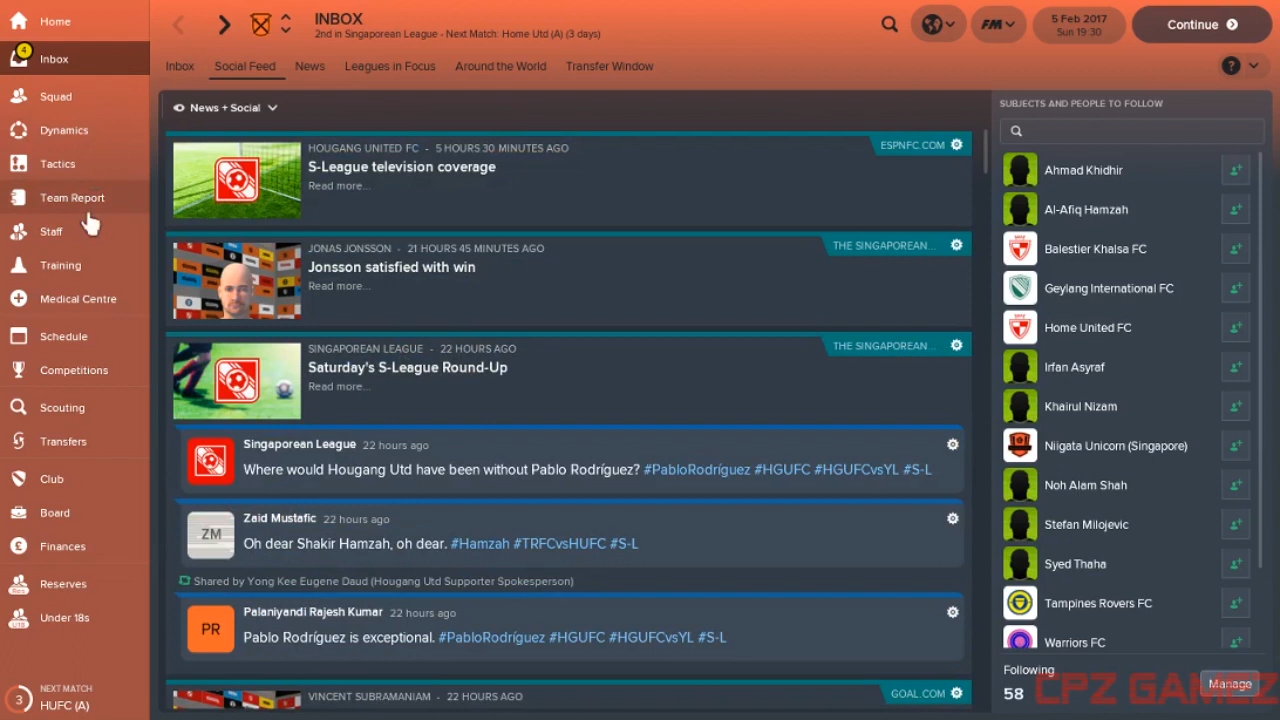 Home
4
Inbox
Squad
Dynamics
Tactics
Team Report
Staff
Training
Medical Centre
Schedule
Competitions
Scouting
Transfers
Club
Board
Finances
Reserves
Under 18s
3
NEXT MATCH
HUFC (A)
INBOX
2nd in Singaporean League - Next Match: Home Utd (A) (3 days)
FM
5 Feb 2017
Sun 19:30
Continue
Inbox
Social Feed
News
Leagues in Focus
Around the World
Transfer Window
?
News + Social
HOUGANG UNITED FC - 5 HOURS 30 MINUTES AGO
ESPNFC.COM
S-League television coverage
Read more...
JONAS JONSSON - 21 HOURS 45 MINUTES AGO
THE SINGAPOREAN...
Jonsson satisfied with win
Read more...
SINGAPOREAN LEAGUE - 22 HOURS AGO
THE SINGAPOREAN...
Saturday's S-League Round-Up
Read more...
Singaporean League 22 hours ago
Where would Hougang Utd have been without Pablo Rodríguez? #PabloRodríguez #HGUFC #HGUFCvsYL #S-L
ZM
Zaid Mustafic 22 hours ago
Oh dear Shakir Hamzah, oh dear. #Hamzah #TRFCvsHUFC #S-L
Shared by Yong Kee Eugene Daud (Hougang Utd Supporter Spokesperson)
PR
Palaniyandi Rajesh Kumar 22 hours ago
Pablo Rodríguez is exceptional. #PabloRodríguez #HGUFC #HGUFCvsYL #S-L
VINCENT SUBRAMANIAM - 22 HOURS AGO
GOAL.COM
SUBJECTS AND PEOPLE TO FOLLOW
Ahmad Khidhir
Al-Afiq Hamzah
Balestier Khalsa FC
Geylang International FC
Home United FC
Irfan Asyraf
Khairul Nizam
Niigata Unicorn (Singapore)
Noh Alam Shah
Stefan Milojevic
Syed Thaha
Tampines Rovers FC
Warriors FC
Following
58
Manage
CPZ GAMEZ